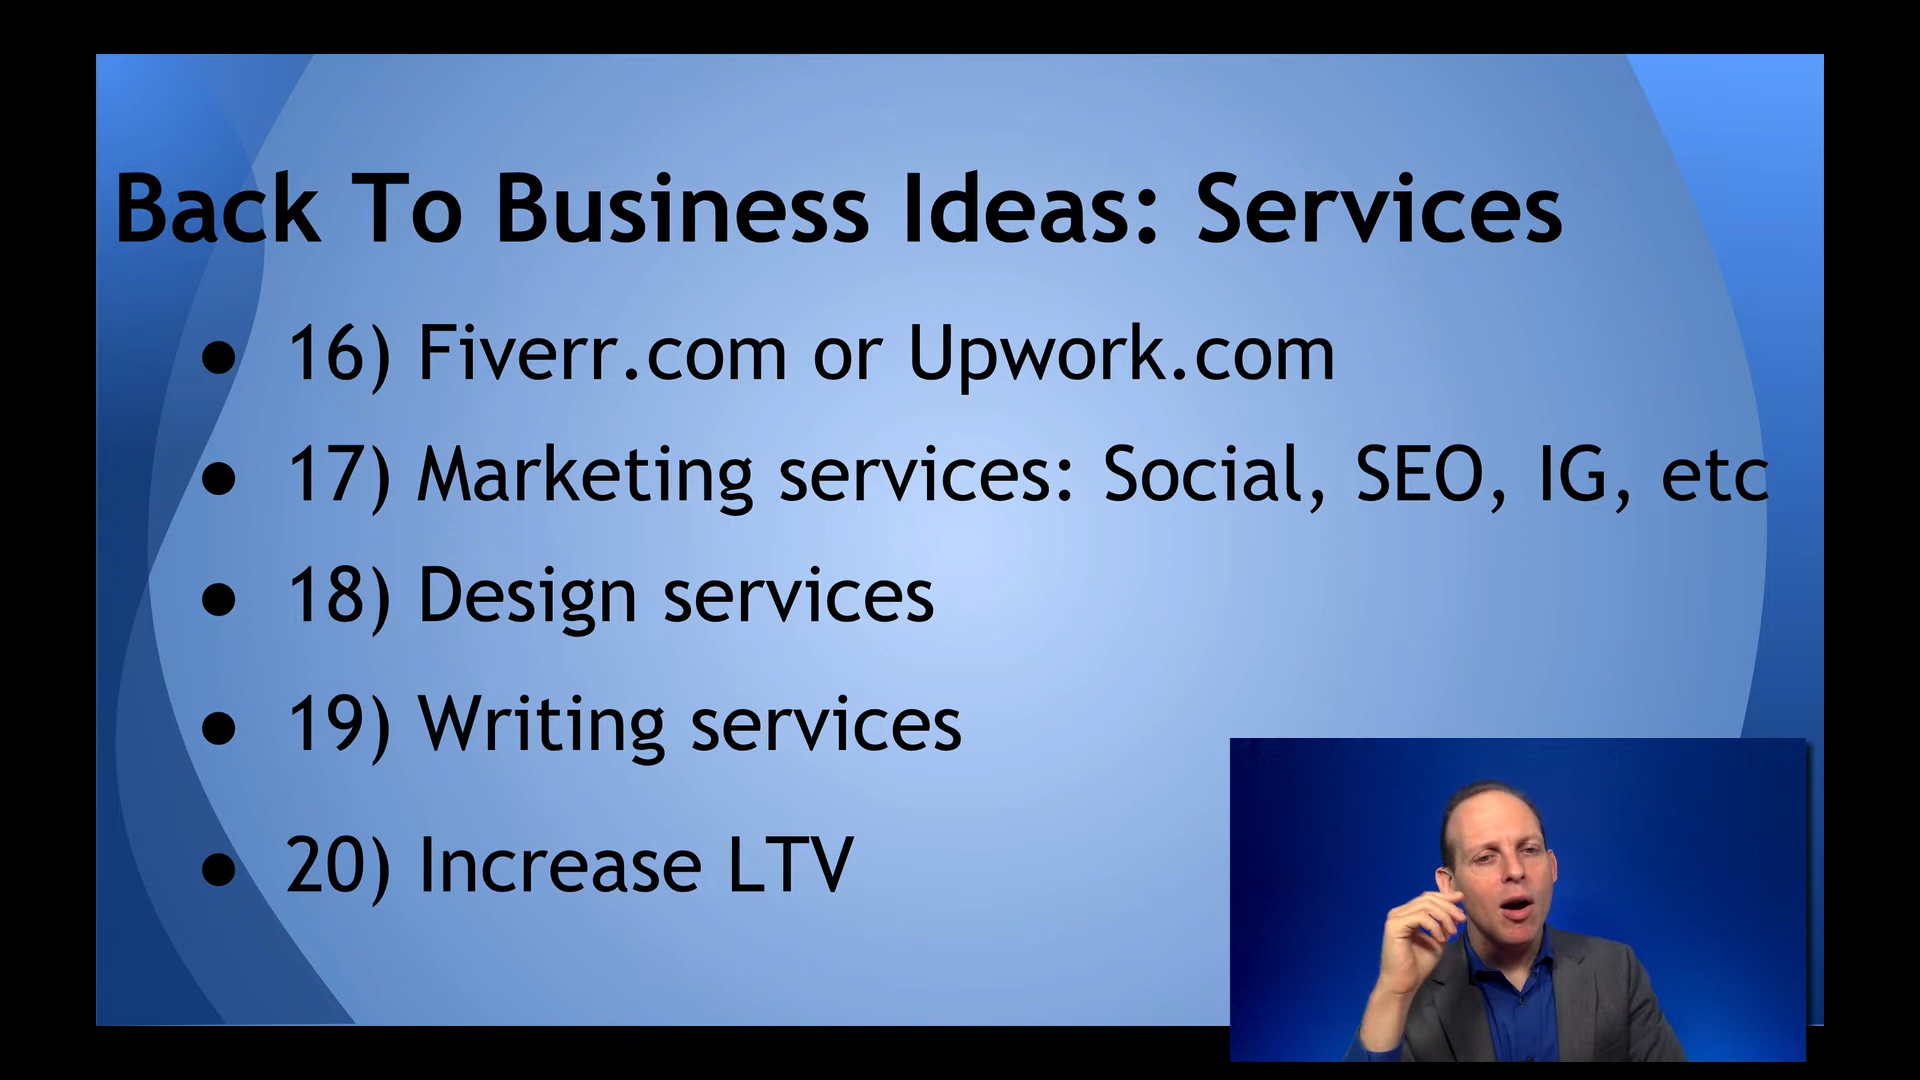 Back To Business Ideas: Services
● 16) Fiverr.com or Upwork.com
● 17) Marketing services: Social, SEO, IG, etc
● 18) Design services
● 19) Writing services
● 20) Increase LTV